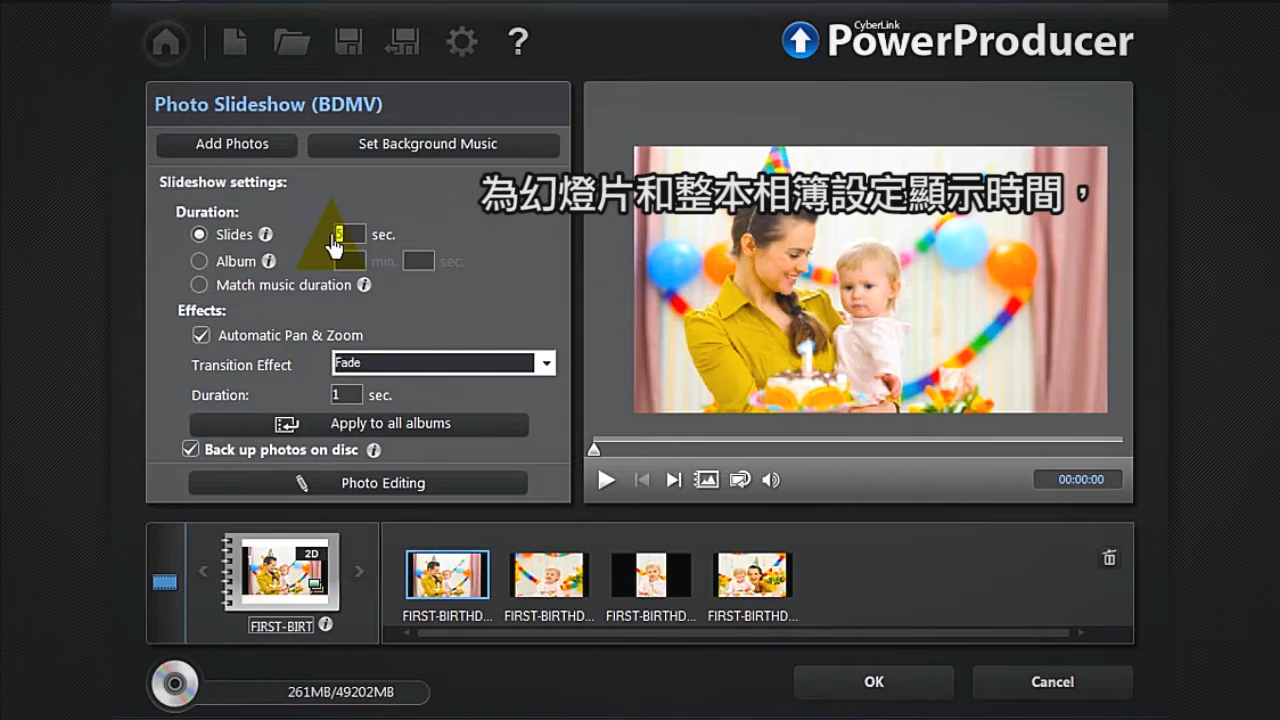 ?
CyberLink
PowerProducer
Photo Slideshow (BDMV)
Add Photos
Set Background Music
為幻燈片和整本相簿設定顯示時間，
Slideshow settings:
Duration:
Slides i 5 sec.
Album i min. sec.
Match music duration i
Effects:
Automatic Pan & Zoom
Transition Effect Fade
Duration: 1 sec.
Apply to all albums
Back up photos on disc i
Photo Editing
00:00:00
2D
FIRST-BIRT i
FIRST-BIRTHD...
FIRST-BIRTHD...
FIRST-BIRTHD...
FIRST-BIRTHD...
261MB/49202MB
OK
Cancel